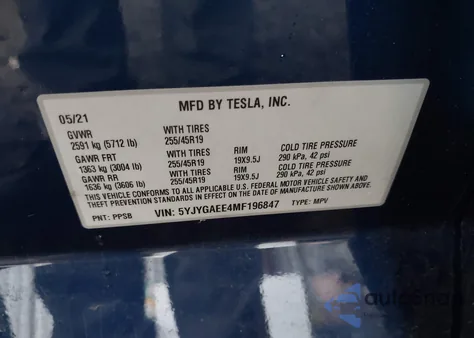 MFD BY TESLA, INC.
05/21
GVWR
2591 kg (5712 lb) WITH TIRES 255/45R19
GAWR FRT
1363 kg (3004 lb) WITH TIRES 255/45R19 RIM 19X9.5J COLD TIRE PRESSURE 290 kPa, 42 psi
GAWR RR
1636 kg (3606 lb) WITH TIRES 255/45R19 RIM 19X9.5J COLD TIRE PRESSURE 290 kPa, 42 psi
THIS VEHICLE CONFORMS TO ALL APPLICABLE U.S. FEDERAL MOTOR VEHICLE SAFETY AND
THEFT PREVENTION STANDARDS IN EFFECT ON THE DATE OF MANUFACTURE SHOWN ABOVE.
PNT: PPSB VIN: 5YJYGAEE4MF196847 TYPE: MPV